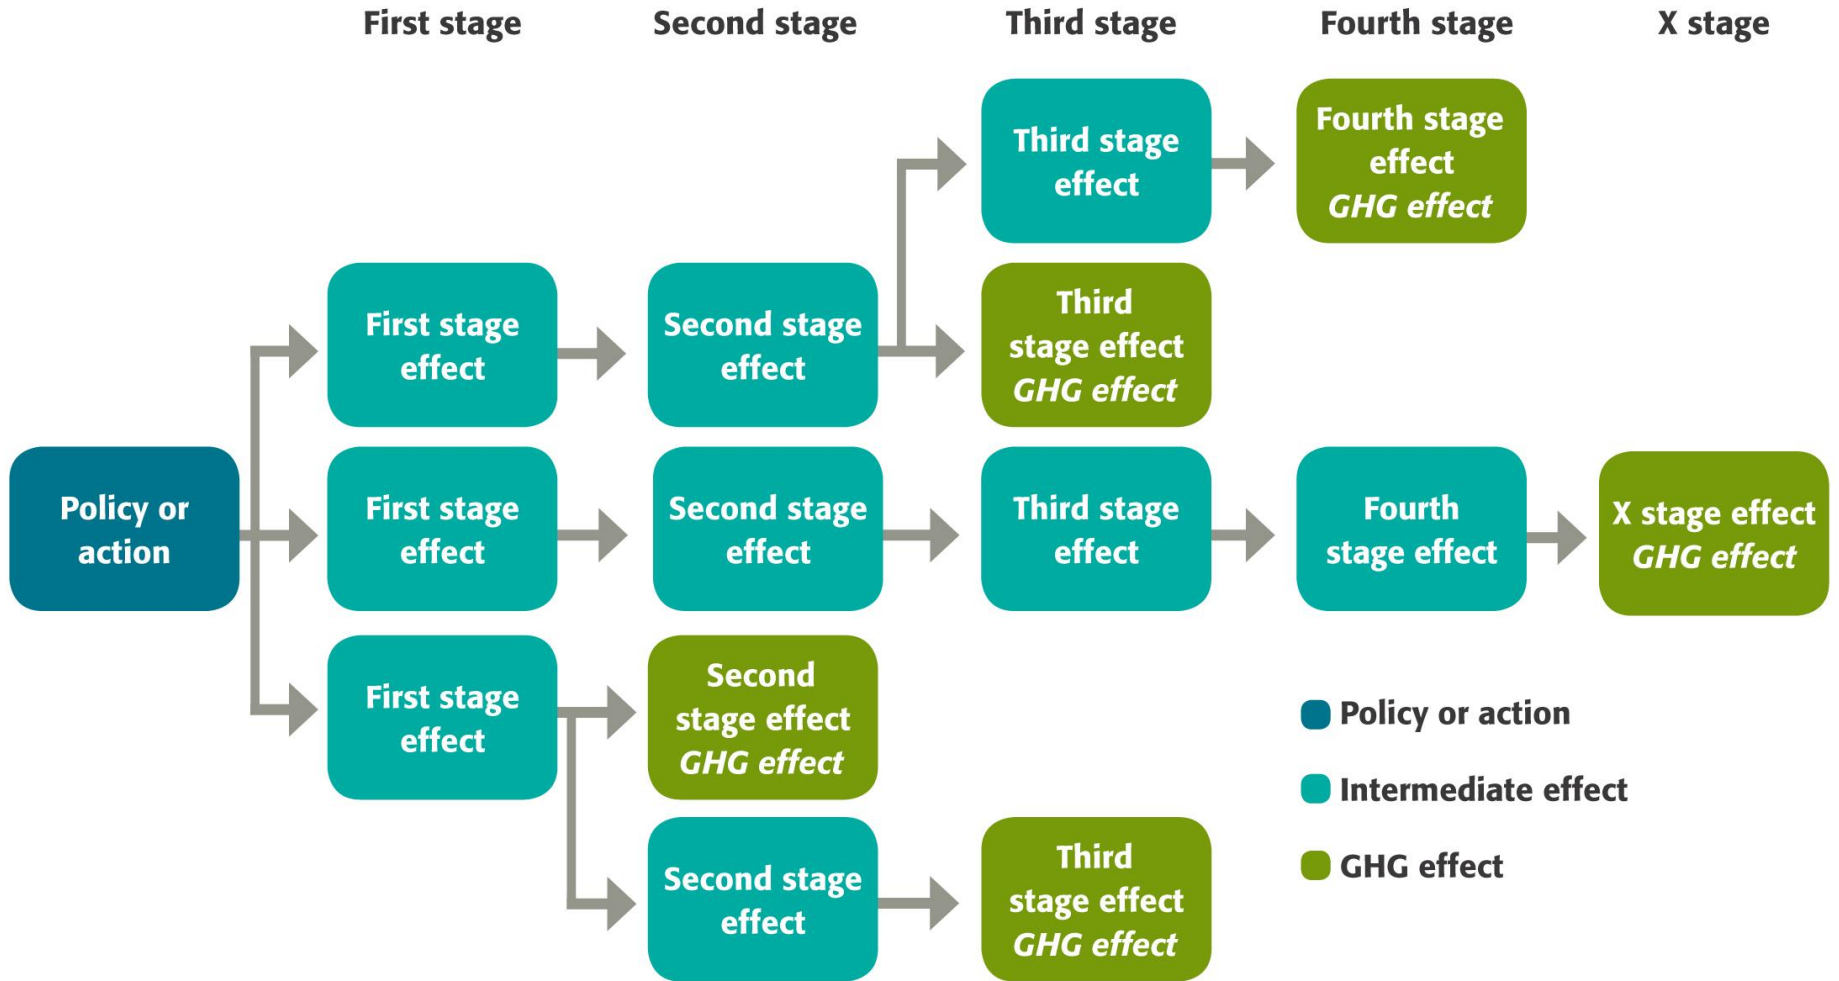 First stage
Second stage
Third stage
Fourth stage
X stage
Third stage
effect
Fourth stage
effect
GHG effect
First stage
effect
Second stage
effect
Third
stage effect
GHG effect
Policy or
action
First stage
effect
Second stage
effect
Third stage
effect
Fourth
stage effect
X stage effect
GHG effect
First stage
effect
Second
stage effect
GHG effect
Second stage
effect
Third
stage effect
GHG effect
Policy or action
Intermediate effect
GHG effect